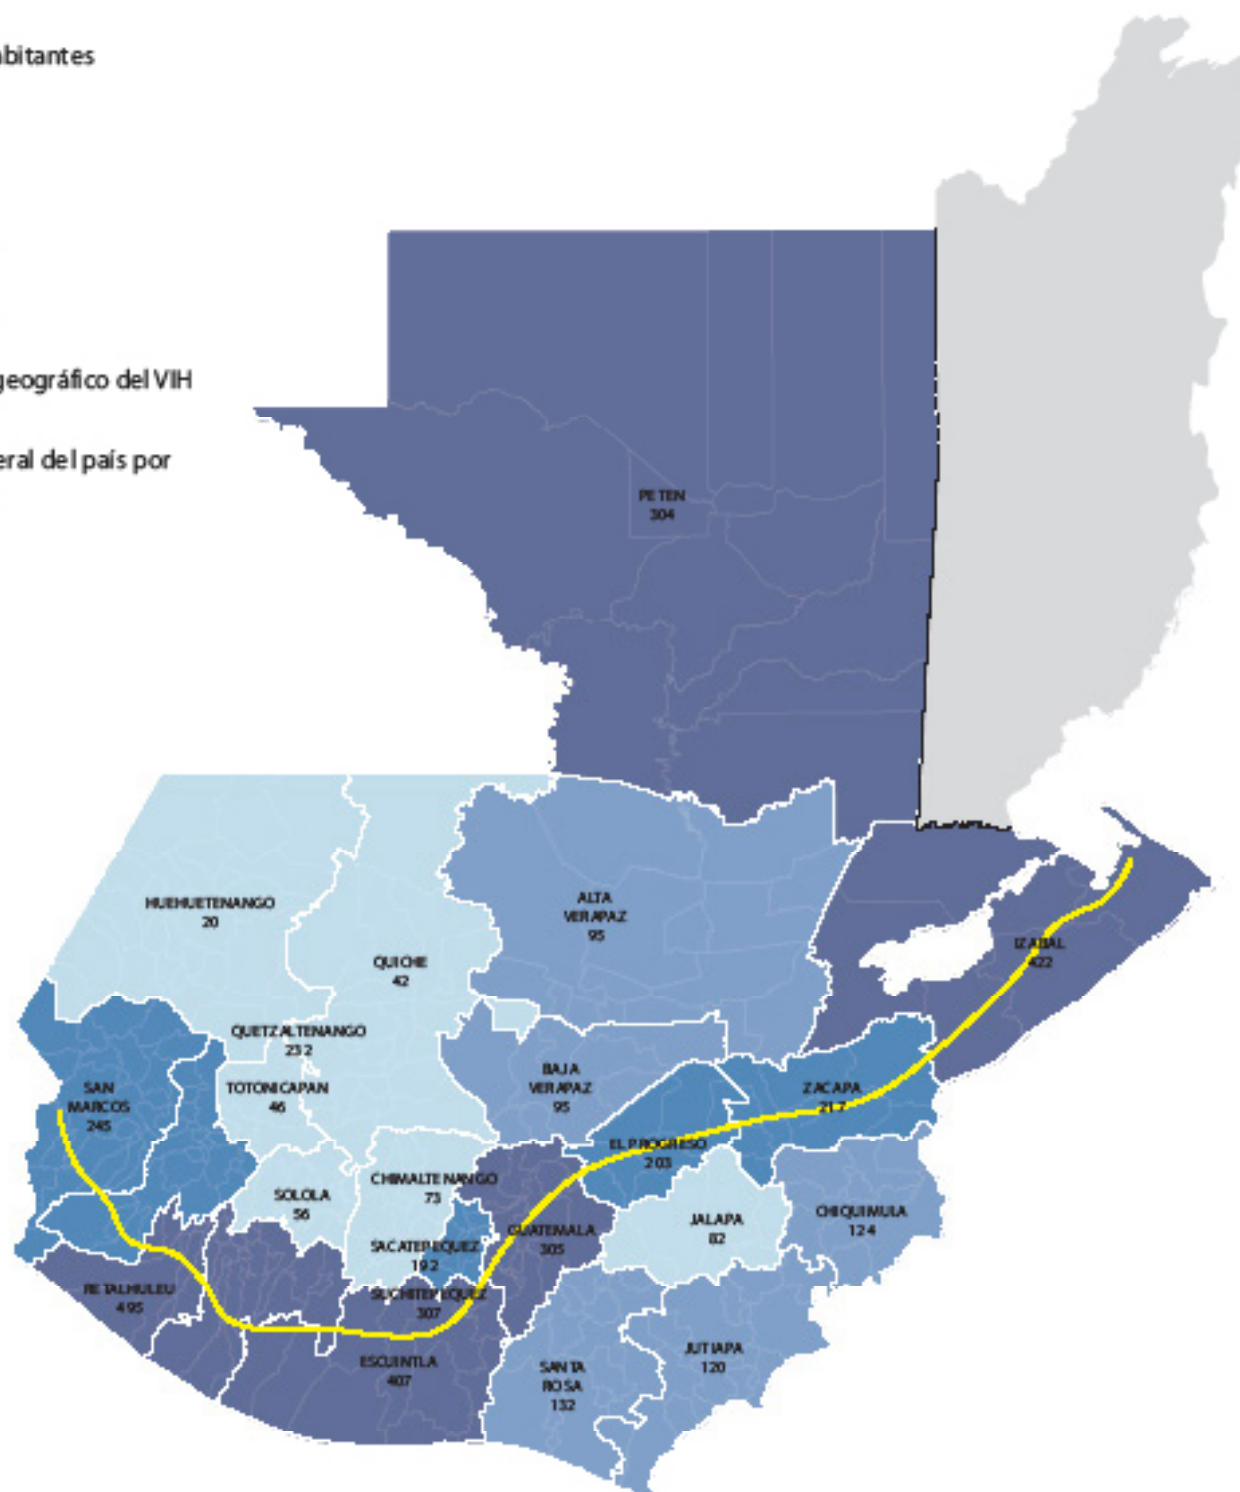 abitantes
geográfico del VIH
eral del país por
PETEN
304
HUEHUETENANGO
20
ALTA
VERAPAZ
95
QUICHE
42
IZABAL
422
QUETZALTENANGO
232
BAJA
VERAPAZ
95
SAN
MARCOS
245
TOTONICAPAN
46
ZACAPA
217
EL PROGRESO
203
CHIMALTENANGO
73
SOLOLA
56
CHIQUIMULA
124
JALAPA
82
GUATEMALA
305
SACATEPEQUEZ
192
RETALHULEU
495
SUCHITEPEQUEZ
307
ESCUINTLA
407
JUTIAPA
120
SANTA
ROSA
132